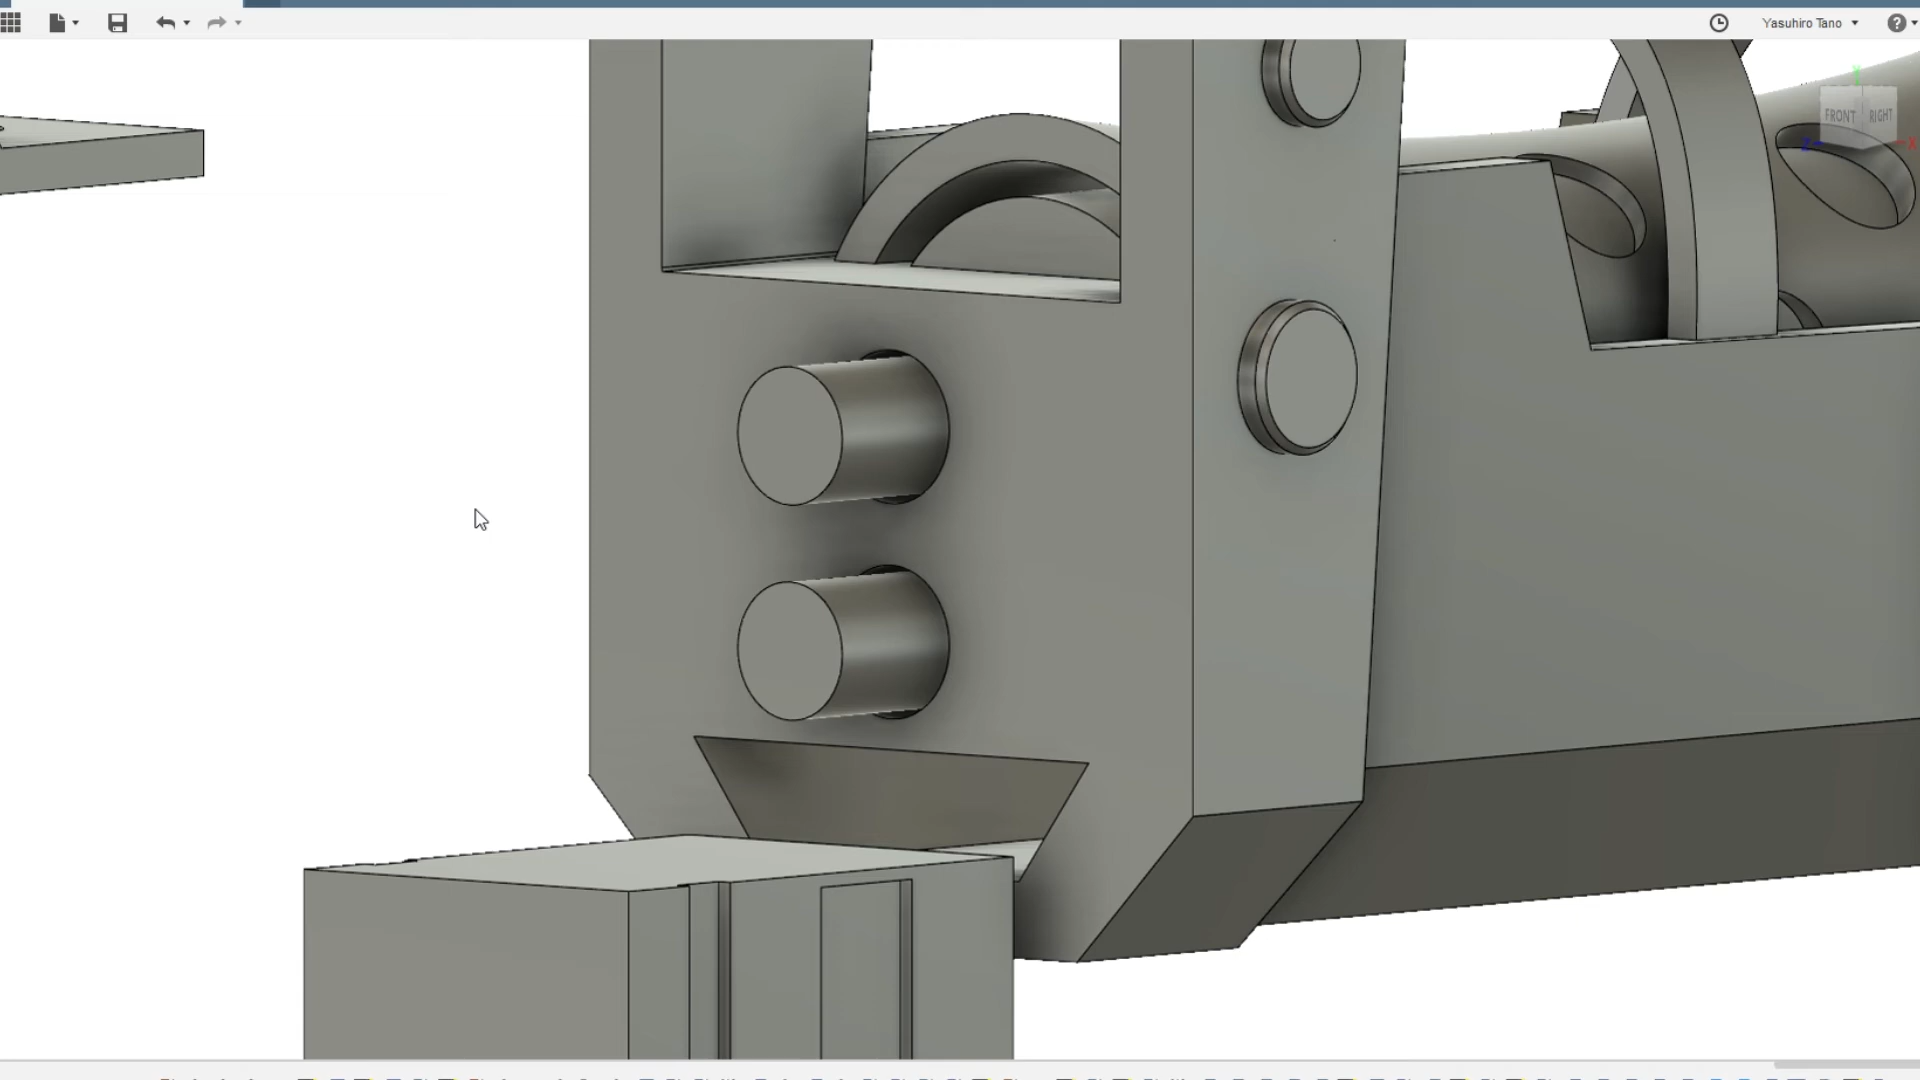 Yasuhiro Tano
FRONT
RIGHT
Y
Z
X